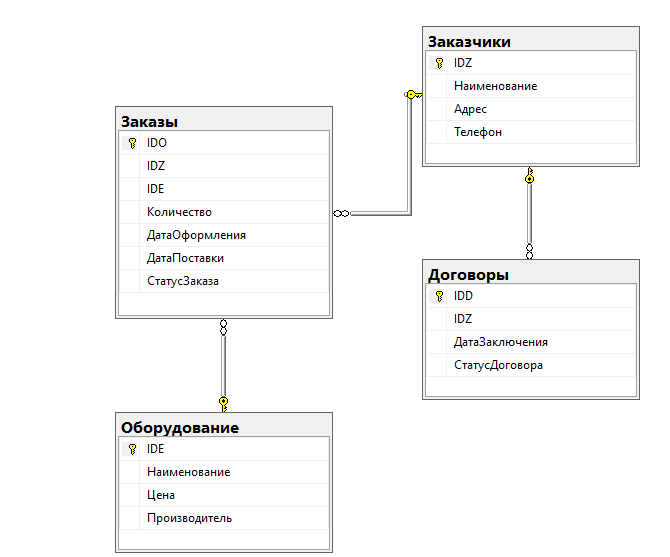 Заказчики
IDZ
Наименование
Адрес
Телефон
Заказы
IDO
IDZ
IDE
Количество
ДатаОформления
ДатаПоставки
СтатусЗаказа
Договоры
IDD
IDZ
ДатаЗаключения
СтатусДоговора
Оборудование
IDE
Наименование
Цена
Производитель